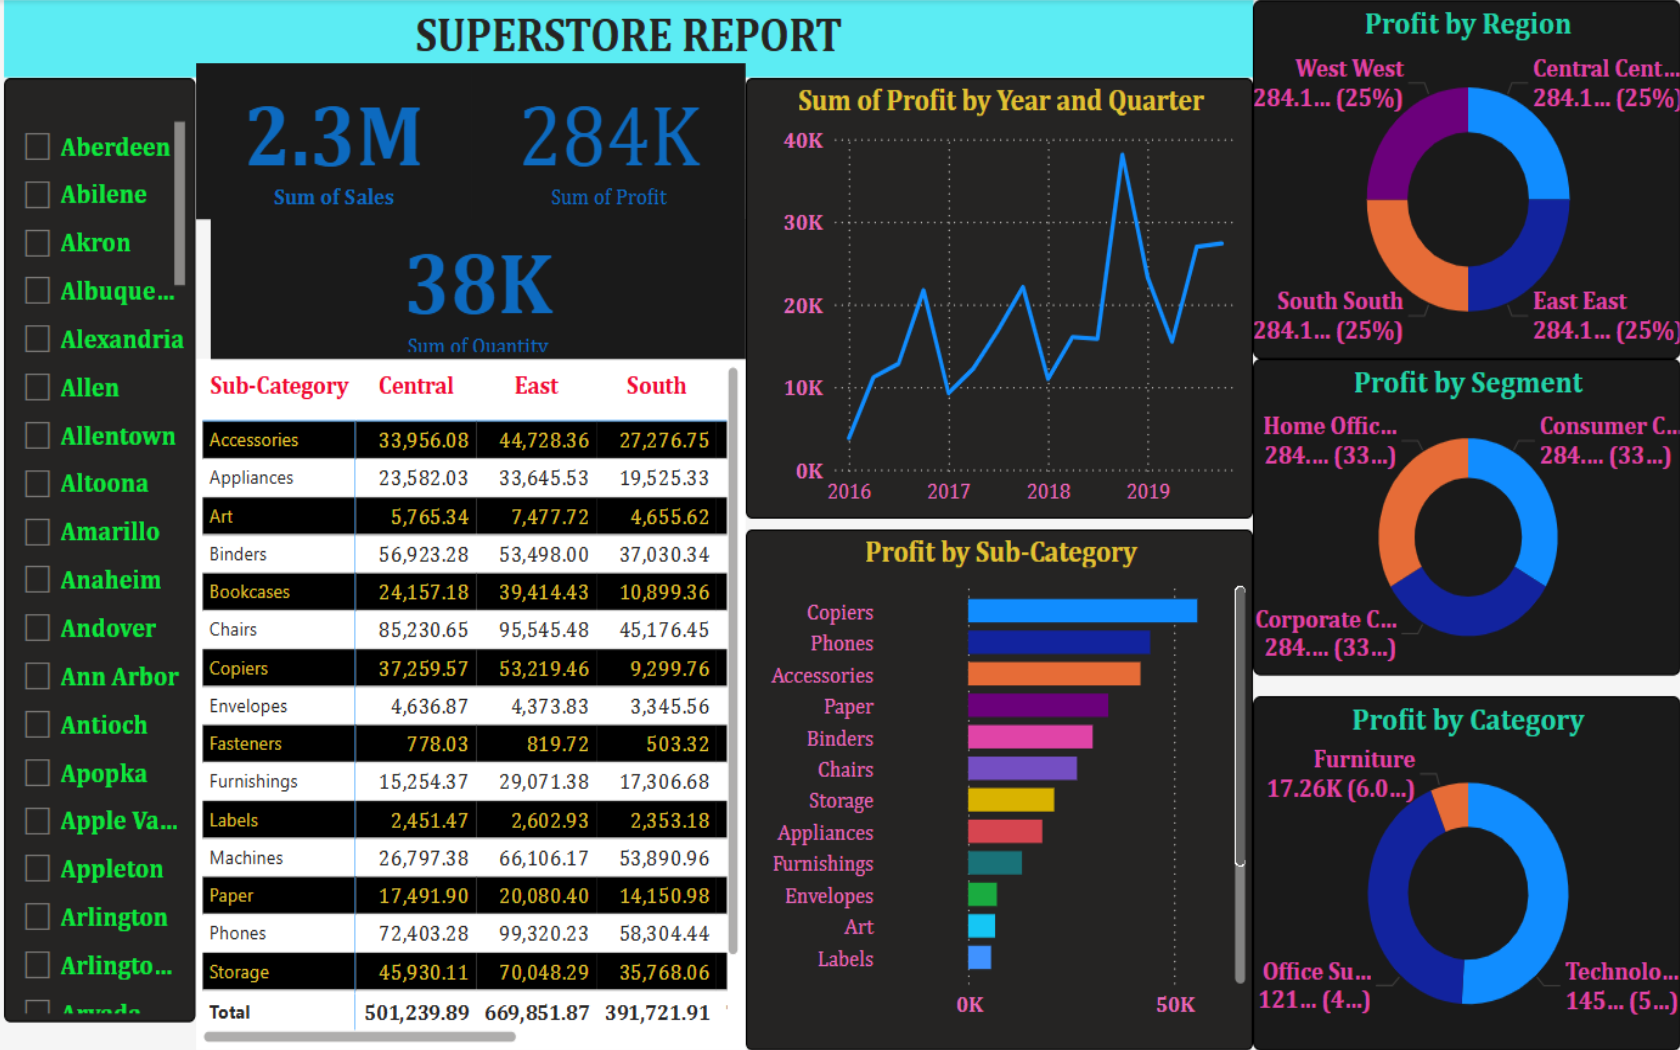 SUPERSTORE REPORT
Aberdeen
Abilene
Akron
Albuque...
Alexandria
Allen
Allentown
Altoona
Amarillo
Anaheim
Andover
Ann Arbor
Antioch
Apopka
Apple Va...
Appleton
Arlington
Arlingto...
Arvada
2.3M
Sum of Sales
284K
Sum of Profit
38K
Sum of Quantity
Sub-Category Central East South
Accessories 33,956.08 44,728.36 27,276.75
Appliances 23,582.03 33,645.53 19,525.33
Art 5,765.34 7,477.72 4,655.62
Binders 56,923.28 53,498.00 37,030.34
Bookcases 24,157.18 39,414.43 10,899.36
Chairs 85,230.65 95,545.48 45,176.45
Copiers 37,259.57 53,219.46 9,299.76
Envelopes 4,636.87 4,373.83 3,345.56
Fasteners 778.03 819.72 503.32
Furnishings 15,254.37 29,071.38 17,306.68
Labels 2,451.47 2,602.93 2,353.18
Machines 26,797.38 66,106.17 53,890.96
Paper 17,491.90 20,080.40 14,150.98
Phones 72,403.28 99,320.23 58,304.44
Storage 45,930.11 70,048.29 35,768.06
Total 501,239.89 669,851.87 391,721.91
Sum of Profit by Year and Quarter
40K
30K
20K
10K
0K
2016 2017 2018 2019
Profit by Sub-Category
Copiers
Phones
Accessories
Paper
Binders
Chairs
Storage
Appliances
Furnishings
Envelopes
Art
Labels
0K 50K
Profit by Region
West West
284.1... (25%)
Central Cent...
284.1... (25%)
South South
284.1... (25%)
East East
284.1... (25%)
Profit by Segment
Home Offic...
284.... (33...)
Consumer C...
284.... (33...)
Corporate C...
284.... (33...)
Profit by Category
Furniture
17.26K (6.0...)
Office Su...
121... (4...)
Technolo...
145... (5...)